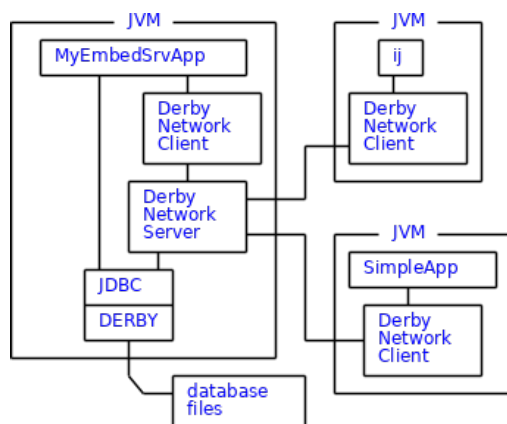 JVM
MyEmbedSrvApp
Derby
Network
Client
Derby
Network
Server
JDBC
DERBY
database
files
JVM
ij
Derby
Network
Client
JVM
SimpleApp
Derby
Network
Client